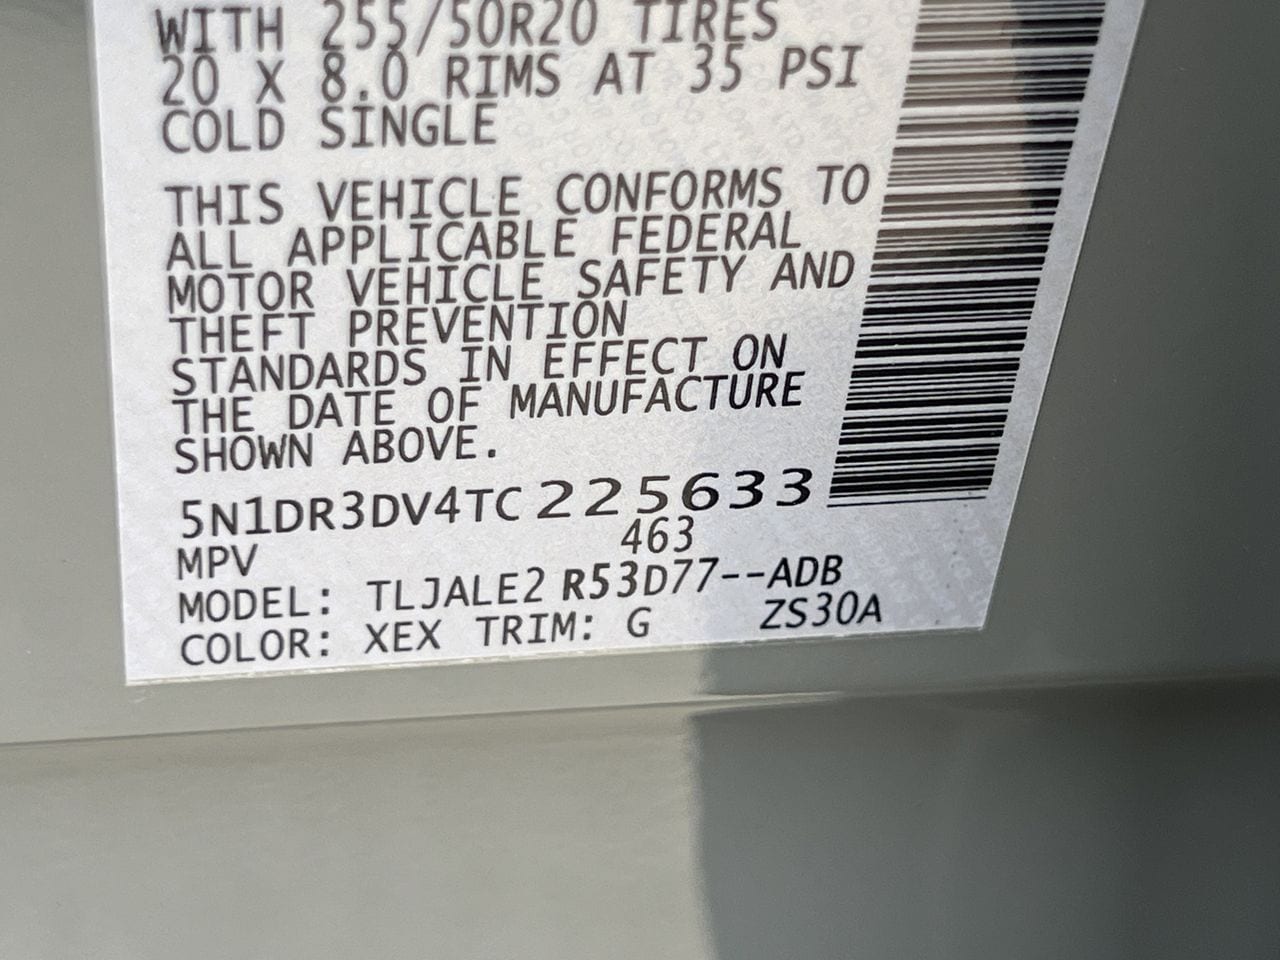 WITH 255/50R20 TIRES
20 X 8.0 RIMS AT 35 PSI
COLD SINGLE
THIS VEHICLE CONFORMS TO
ALL APPLICABLE FEDERAL
MOTOR VEHICLE SAFETY AND
THEFT PREVENTION
STANDARDS IN EFFECT ON
THE DATE OF MANUFACTURE
SHOWN ABOVE.
5N1DR3DV4TC225633
463
MPV
MODEL: TLJALE2 R53D77--ADB
COLOR: XEX TRIM: G ZS30A